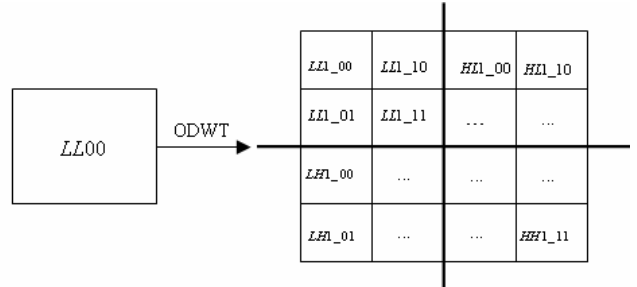 LL1_00 LL1_10 HL1_00 HL1_10
LL1_01 LL1_11 ... ...
ODWT
LL00
LH1_00 ... ... ...
LH1_01 ... ... HH1_11